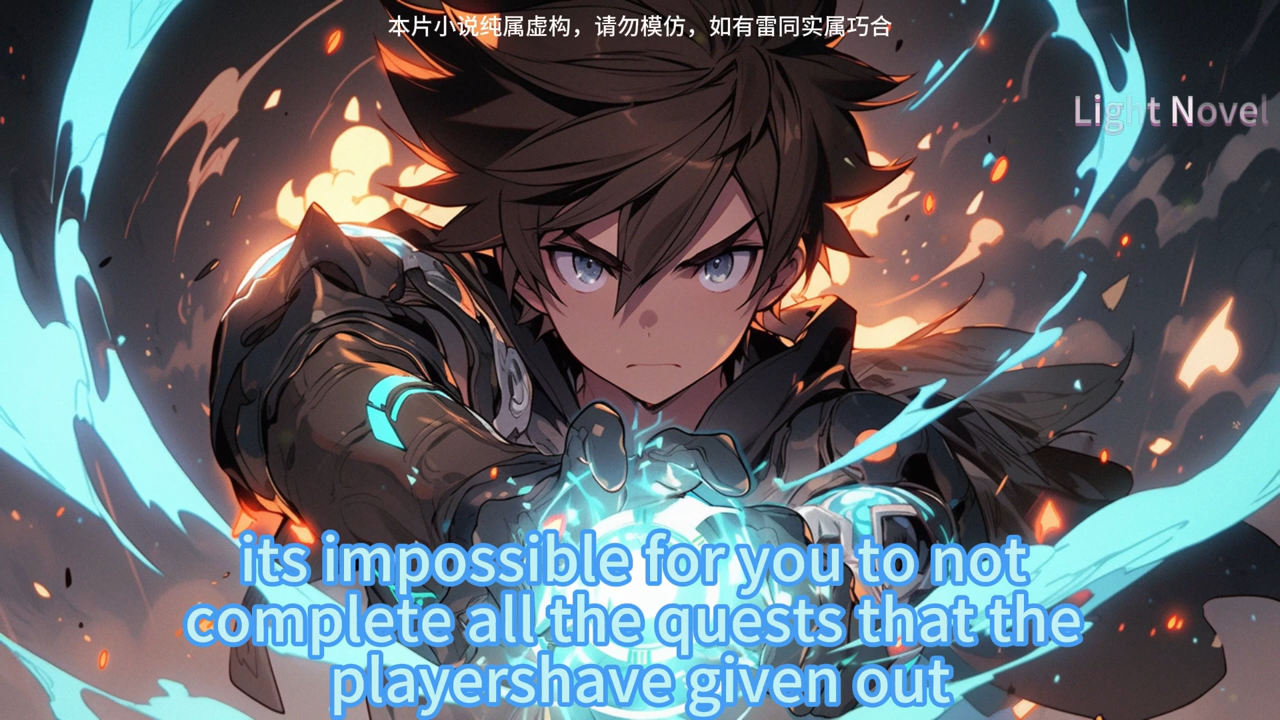 本片小说纯属虚构，请勿模仿，如有雷同实属巧合
Light Novel
its impossible for you to not
complete all the quests that the
playershave given out